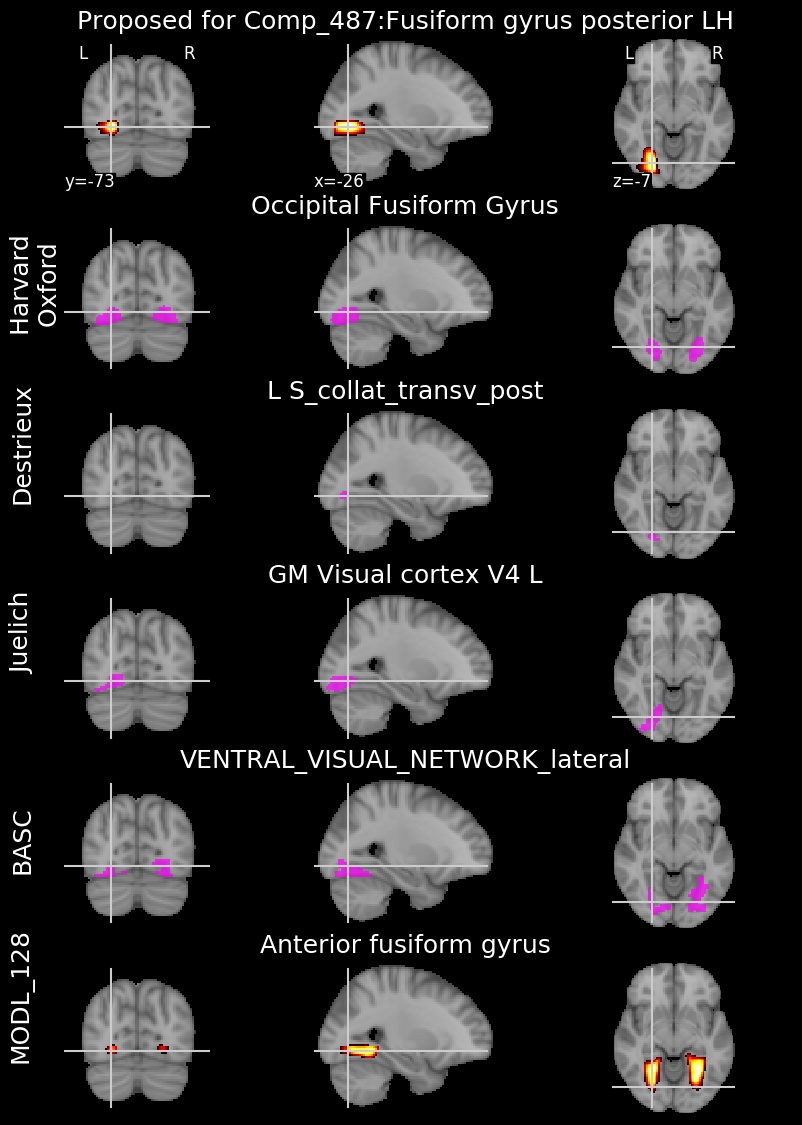 Proposed for Comp_487:Fusiform gyrus posterior LH
L R L R
y=-73 x=-26 z=-7
Occipital Fusiform Gyrus
Harvard
Oxford
L S_collat_transv_post
Destrieux
GM Visual cortex V4 L
Juelich
VENTRAL_VISUAL_NETWORK_lateral
BASC
Anterior fusiform gyrus
MODL_128